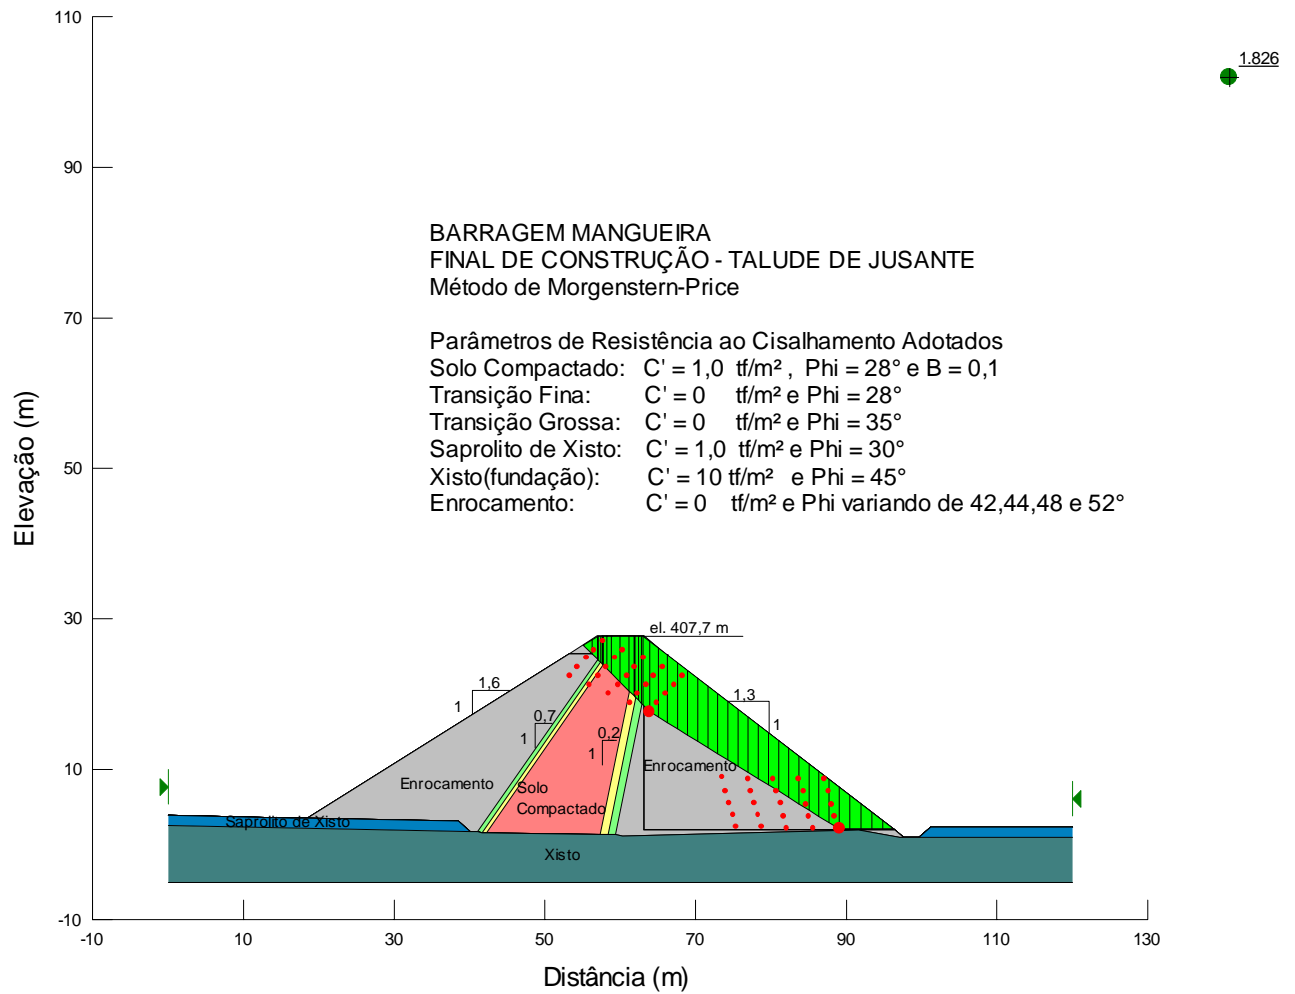 110
1.826
90
BARRAGEM MANGUEIRA
FINAL DE CONSTRUÇÃO - TALUDE DE JUSANTE
Método de Morgenstern-Price
70
Parâmetros de Resistência ao Cisalhamento Adotados
Solo Compactado: C' = 1,0 tf/m² , Phi = 28° e B = 0,1
Transição Fina: C' = 0 tf/m² e Phi = 28°
Transição Grossa: C' = 0 tf/m² e Phi = 35°
Saprolito de Xisto: C' = 1,0 tf/m² e Phi = 30°
Xisto(fundação): C' = 10 tf/m² e Phi = 45°
Enrocamento: C' = 0 tf/m² e Phi variando de 42,44,48 e 52°
50
Elevação (m)
30
el. 407,7 m
1,6
1
1,3
1
0,7
1
0,2
1
10
Enrocamento
Enrocamento
Solo
Compactado
Saprolito de Xisto
Xisto
-10
-10 10 30 50 70 90 110 130
Distância (m)